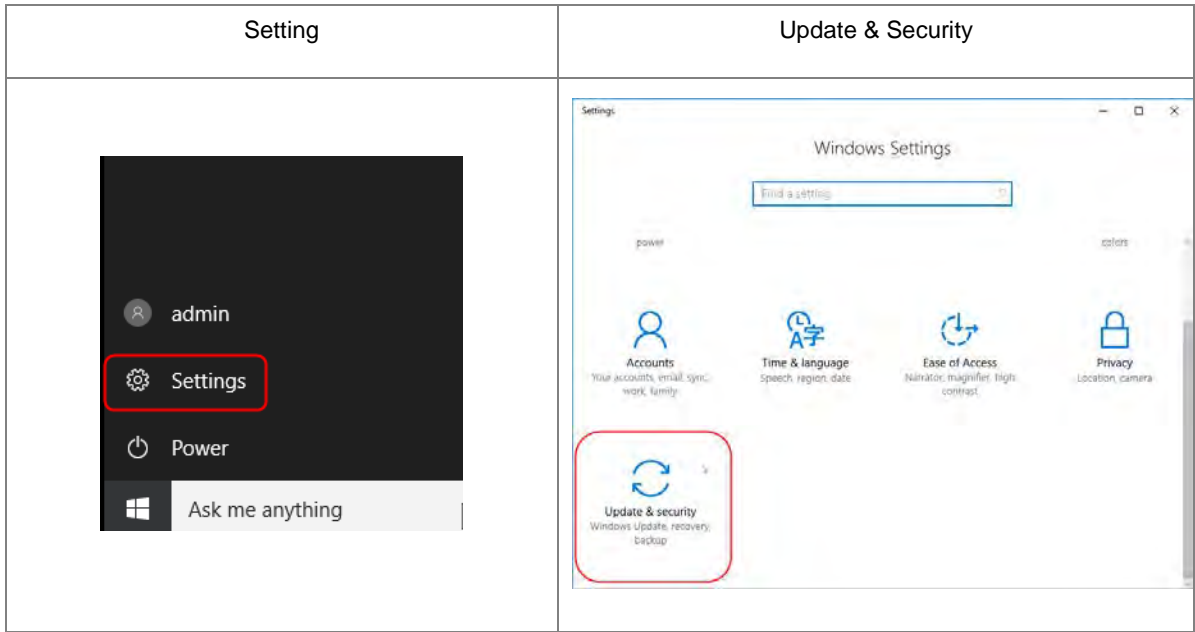 Setting
Update & Security
admin
Settings
Power
Ask me anything
Settings
Windows Settings
Find a setting
power
colors
Accounts
Your accounts, email, sync,
work, family
Time & language
Speech, region, date
Ease of Access
Narrator, magnifier, high
contrast
Privacy
Location, camera
Update & security
Windows Update, recovery,
backup